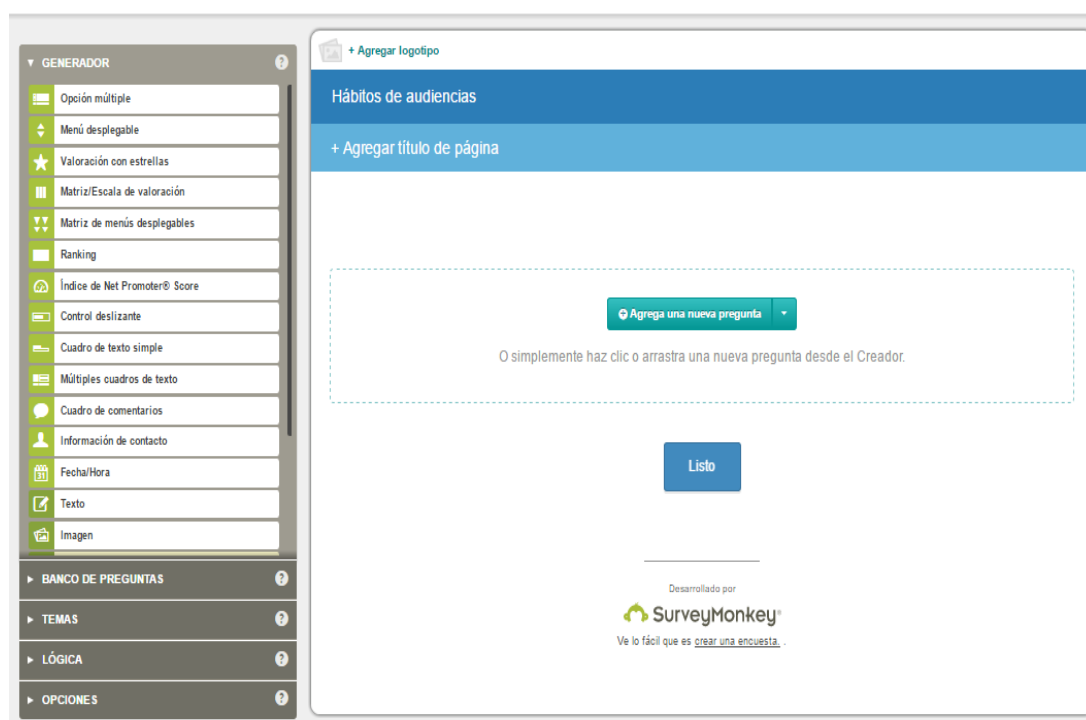 GENERADOR
Opción múltiple
Menú desplegable
Valoración con estrellas
Matriz/Escala de valoración
Matriz de menús desplegables
Ranking
Índice de Net Promoter® Score
Control deslizante
Cuadro de texto simple
Múltiples cuadros de texto
Cuadro de comentarios
Información de contacto
Fecha/Hora
Texto
Imagen
BANCO DE PREGUNTAS
TEMAS
LÓGICA
OPCIONES
+ Agregar logotipo
Hábitos de audiencias
+ Agregar título de página
Agrega una nueva pregunta
O simplemente haz clic o arrastra una nueva pregunta desde el Creador.
Listo
Desarrollado por
SurveyMonkey®
Ve lo fácil que es crear una encuesta. .